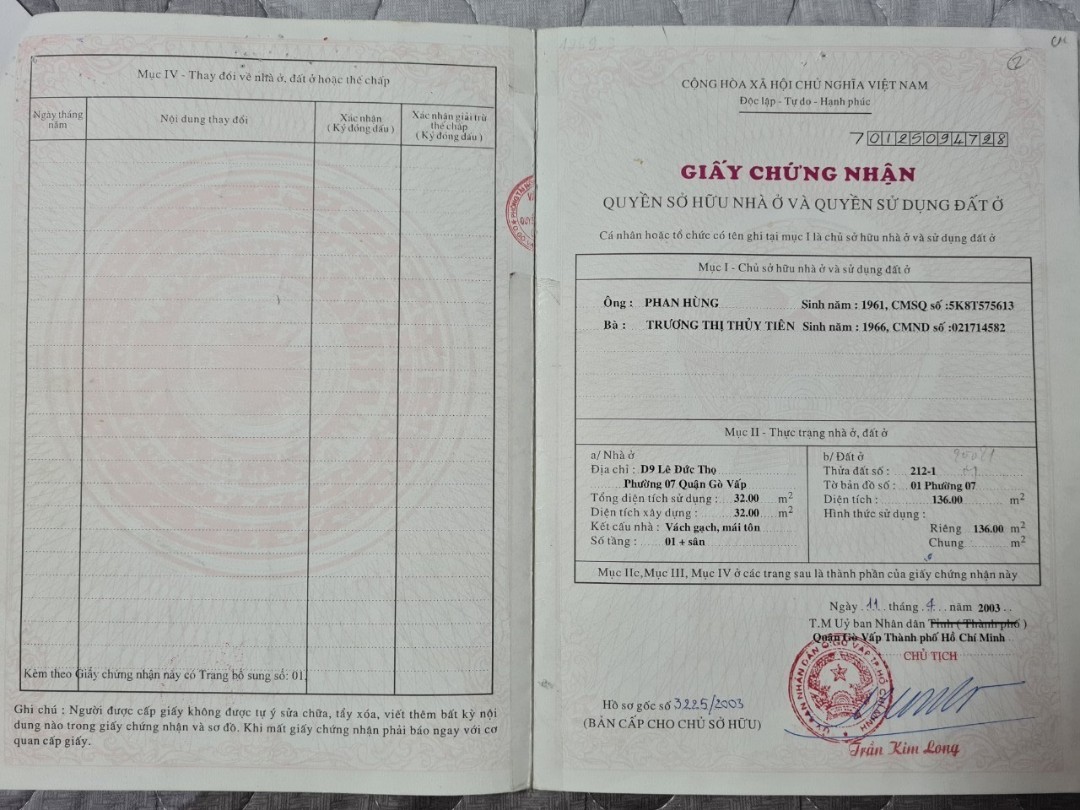 Mục IV - Thay đổi về nhà ở, đất ở hoặc thế chấp
Ngày tháng năm
Nội dung thay đổi
Xác nhận
( Ký đóng dấu )
Xác nhận giải trừ
thế chấp
( Ký đóng dấu )
Kèm theo Giấy chứng nhận này có Trang bổ sung số: 01.
Ghi chú : Người được cấp giấy không được tự ý sửa chữa, tẩy xóa, viết thêm bất kỳ nội
dung nào trong giấy chứng nhận và sơ đồ. Khi mất giấy chứng nhận phải báo ngay với cơ
quan cấp giấy.
CỘNG HÒA XÃ HỘI CHỦ NGHĨA VIỆT NAM
Độc lập - Tự do - Hạnh phúc
70125094728
GIẤY CHỨNG NHẬN
QUYỀN SỞ HỮU NHÀ Ở VÀ QUYỀN SỬ DỤNG ĐẤT Ở
Cá nhân hoặc tổ chức có tên ghi tại mục I là chủ sở hữu nhà ở và sử dụng đất ở
Mục I - Chủ sở hữu nhà ở và sử dụng đất ở
Ông : PHAN HÙNG Sinh năm : 1961, CMSQ số :5K8T575613
Bà : TRƯƠNG THỊ THỦY TIÊN Sinh năm : 1966, CMND số :021714582
Mục II - Thực trạng nhà ở, đất ở
a/ Nhà ở
Địa chỉ : D9 Lê Đức Thọ
Phường 07 Quận Gò Vấp
Tổng diện tích sử dụng : 32.00 m2
Diện tích xây dựng : 32.00 m2
Kết cấu nhà : Vách gạch, mái tôn
Số tầng : 01 + sân
b/ Đất ở
Thửa đất số : 212-1
Tờ bản đồ số : 01 Phường 07
Diện tích : 136.00 m2
Hình thức sử dụng :
Riêng 136.00 m2
Chung m2
Mục IIc,Mục III, Mục IV ở các trang sau là thành phần của giấy chứng nhận này
Ngày 11 tháng 4 năm 2003
T.M Uỷ ban Nhân dân Tỉnh ( Thành phố )
Quận Gò Vấp Thành phố Hồ Chí Minh
CHỦ TỊCH
Hồ sơ gốc số 3225/2003
(BẢN CẤP CHO CHỦ SỞ HỮU)
Trần Kim Long